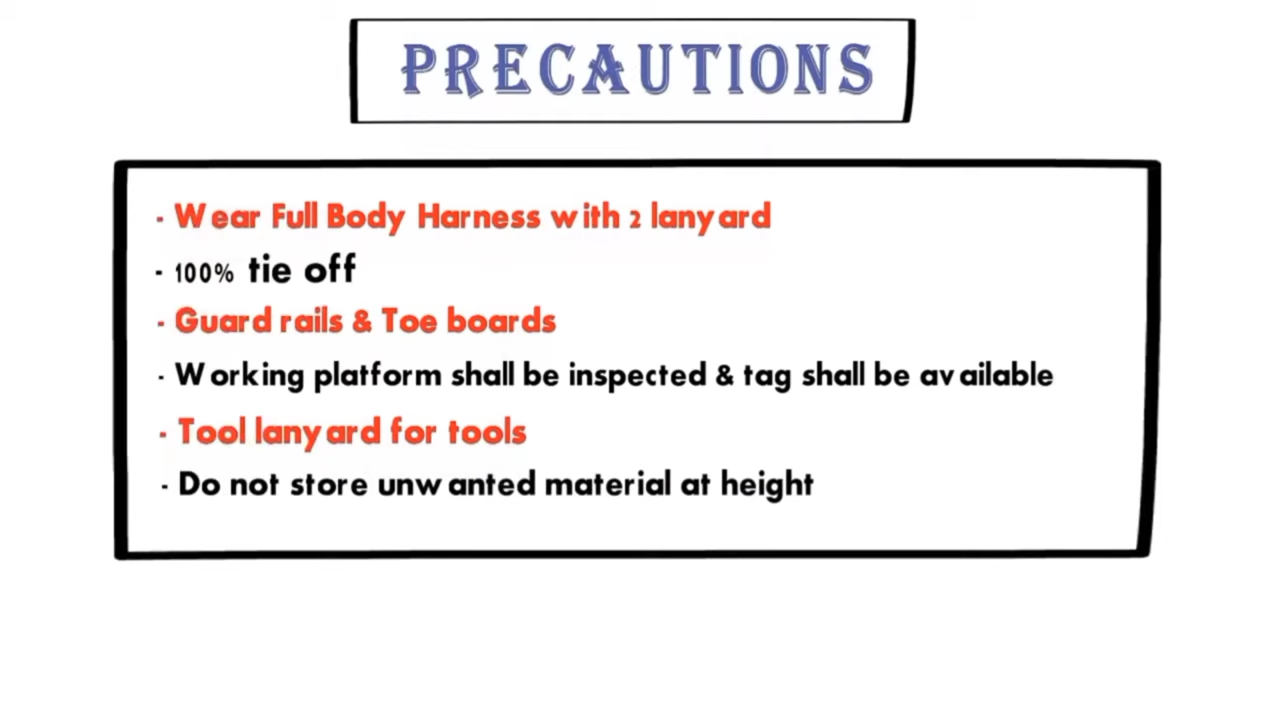 PRECAUTIONS
- Wear Full Body Harness with 2 lanyard
- 100% tie off
- Guard rails & Toe boards
- Working platform shall be inspected & tag shall be available
- Tool lanyard for tools
- Do not store unwanted material at height